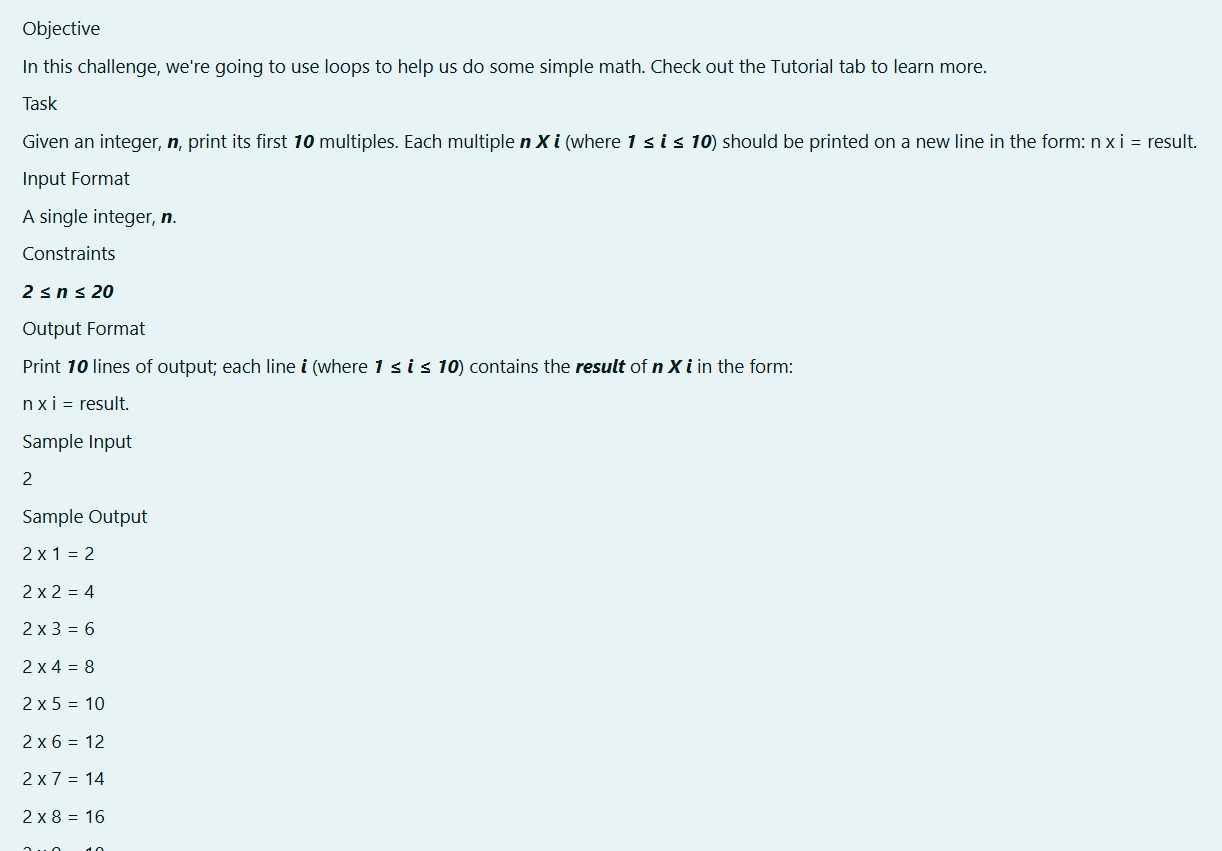 Objective
In this challenge, we're going to use loops to help us do some simple math. Check out the Tutorial tab to learn more.
Task
Given an integer, n, print its first 10 multiples. Each multiple n X i (where 1 ≤ i ≤ 10) should be printed on a new line in the form: n x i = result.
Input Format
A single integer, n.
Constraints
2 ≤ n ≤ 20
Output Format
Print 10 lines of output; each line i (where 1 ≤ i ≤ 10) contains the result of n X i in the form:
n x i = result.
Sample Input
2
Sample Output
2 x 1 = 2
2 x 2 = 4
2 x 3 = 6
2 x 4 = 8
2 x 5 = 10
2 x 6 = 12
2 x 7 = 14
2 x 8 = 16